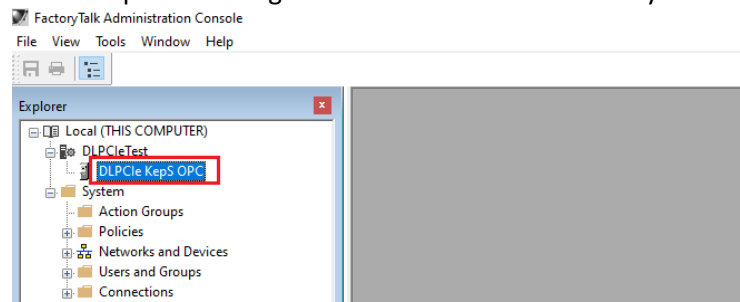 FactoryTalk Administration Console
File View Tools Window Help
Explorer
Local (THIS COMPUTER)
DLPCIeTest
DLPCIe KepS OPC
System
Action Groups
Policies
Networks and Devices
Users and Groups
Connections